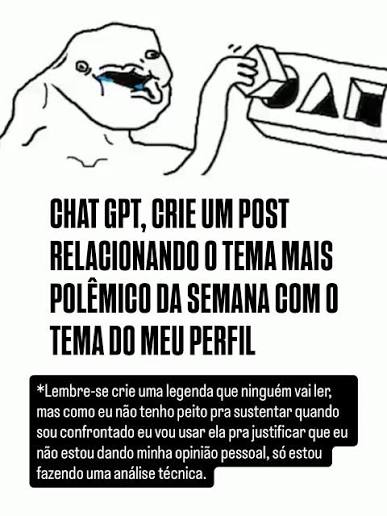 CHAT GPT, CRIE UM POST
RELACIONANDO O TEMA MAIS
POLÊMICO DA SEMANA COM O
TEMA DO MEU PERFIL
*Lembre-se crie uma legenda que ninguém vai ler,
mas como eu não tenho peito pra sustentar quando
sou confrontado eu vou usar ela pra justificar que eu
não estou dando minha opinião pessoal, só estou
fazendo uma análise técnica.